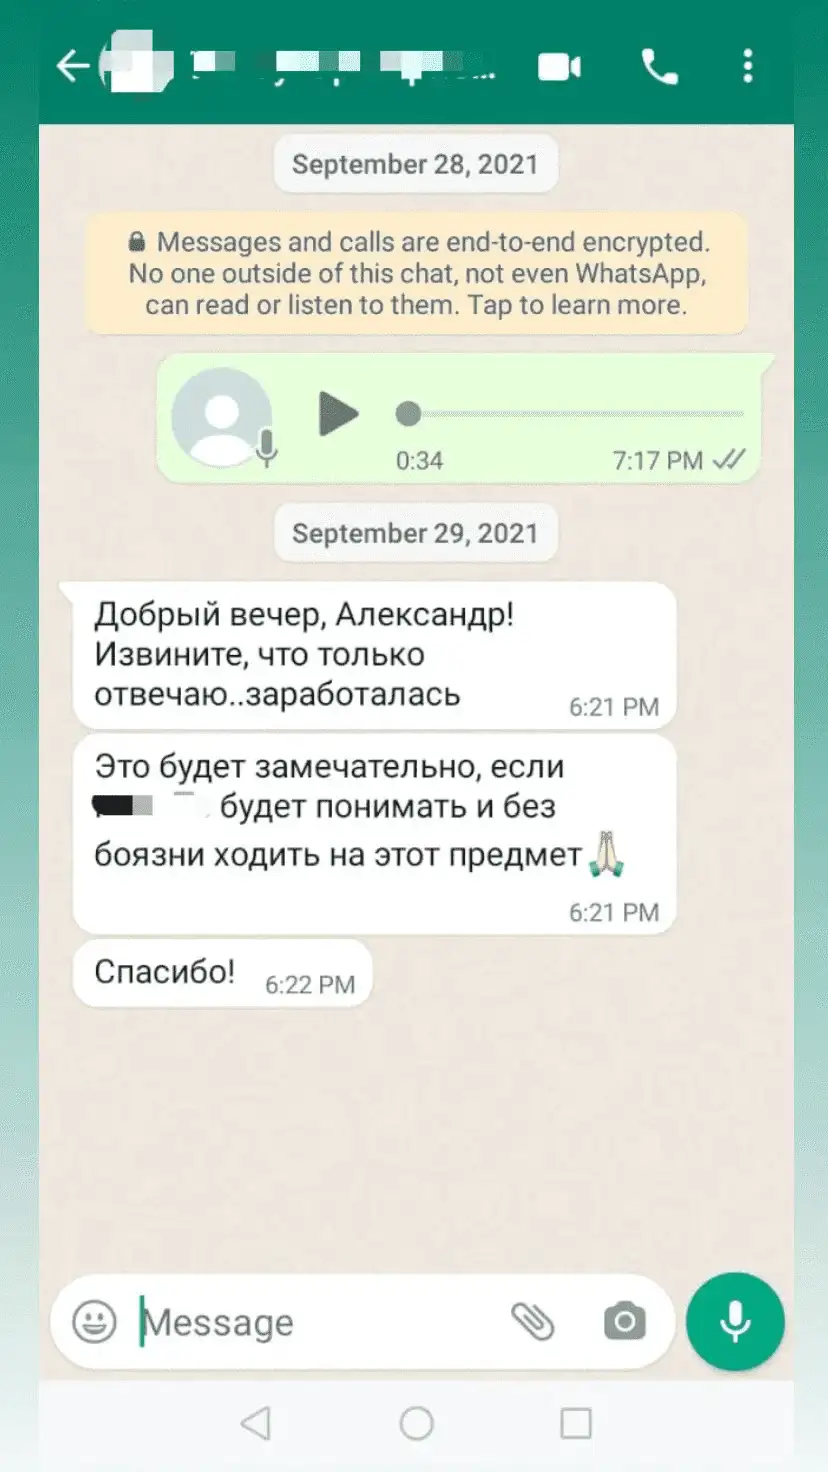 September 28, 2021
Messages and calls are end-to-end encrypted.
No one outside of this chat, not even WhatsApp,
can read or listen to them. Tap to learn more.
0:34 7:17 PM
September 29, 2021
Добрый вечер, Александр!
Извините, что только
отвечаю..заработалась 6:21 PM
Это будет замечательно, если
будет понимать и без
боязни ходить на этот предмет🙏🏻
6:21 PM
Спасибо! 6:22 PM
Message